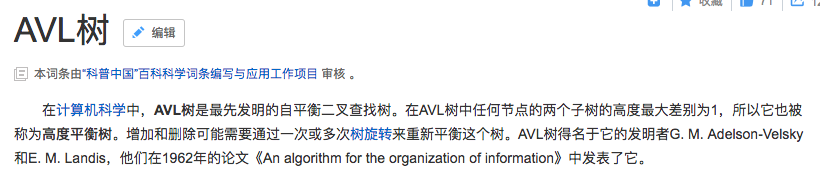 收藏
71
AVL树 编辑
本词条由“科普中国”百科科学词条编写与应用工作项目 审核 。
在计算机科学中，AVL树是最先发明的自平衡二叉查找树。在AVL树中任何节点的两个子树的高度最大差别为1，所以它也被
称为高度平衡树。增加和删除可能需要通过一次或多次树旋转来重新平衡这个树。AVL树得名于它的发明者G. M. Adelson-Velsky
和E. M. Landis，他们在1962年的论文《An algorithm for the organization of information》中发表了它。